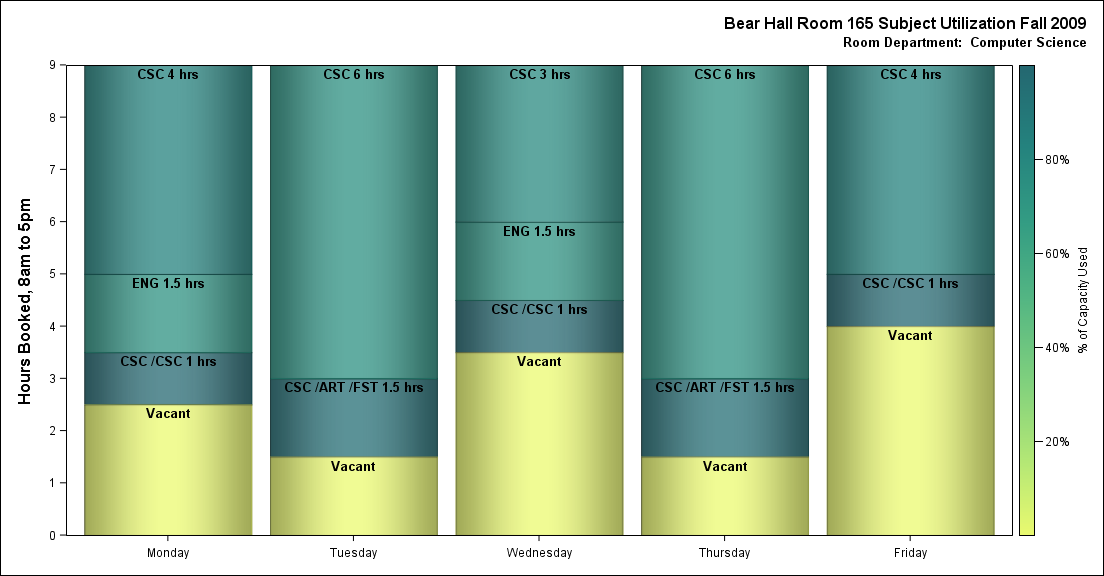 Bear Hall Room 165 Subject Utilization Fall 2009
Room Department:  Computer Science
Hours Booked, 8am to 5pm
9
8
7
6
5
4
3
2
1
0
CSC 4 hrs
ENG 1.5 hrs
CSC /CSC 1 hrs
Vacant
CSC 6 hrs
CSC /ART /FST 1.5 hrs
Vacant
CSC 3 hrs
ENG 1.5 hrs
CSC /CSC 1 hrs
Vacant
CSC 6 hrs
CSC /ART /FST 1.5 hrs
Vacant
CSC 4 hrs
CSC /CSC 1 hrs
Vacant
Monday
Tuesday
Wednesday
Thursday
Friday
80%
60%
40%
20%
% of Capacity Used